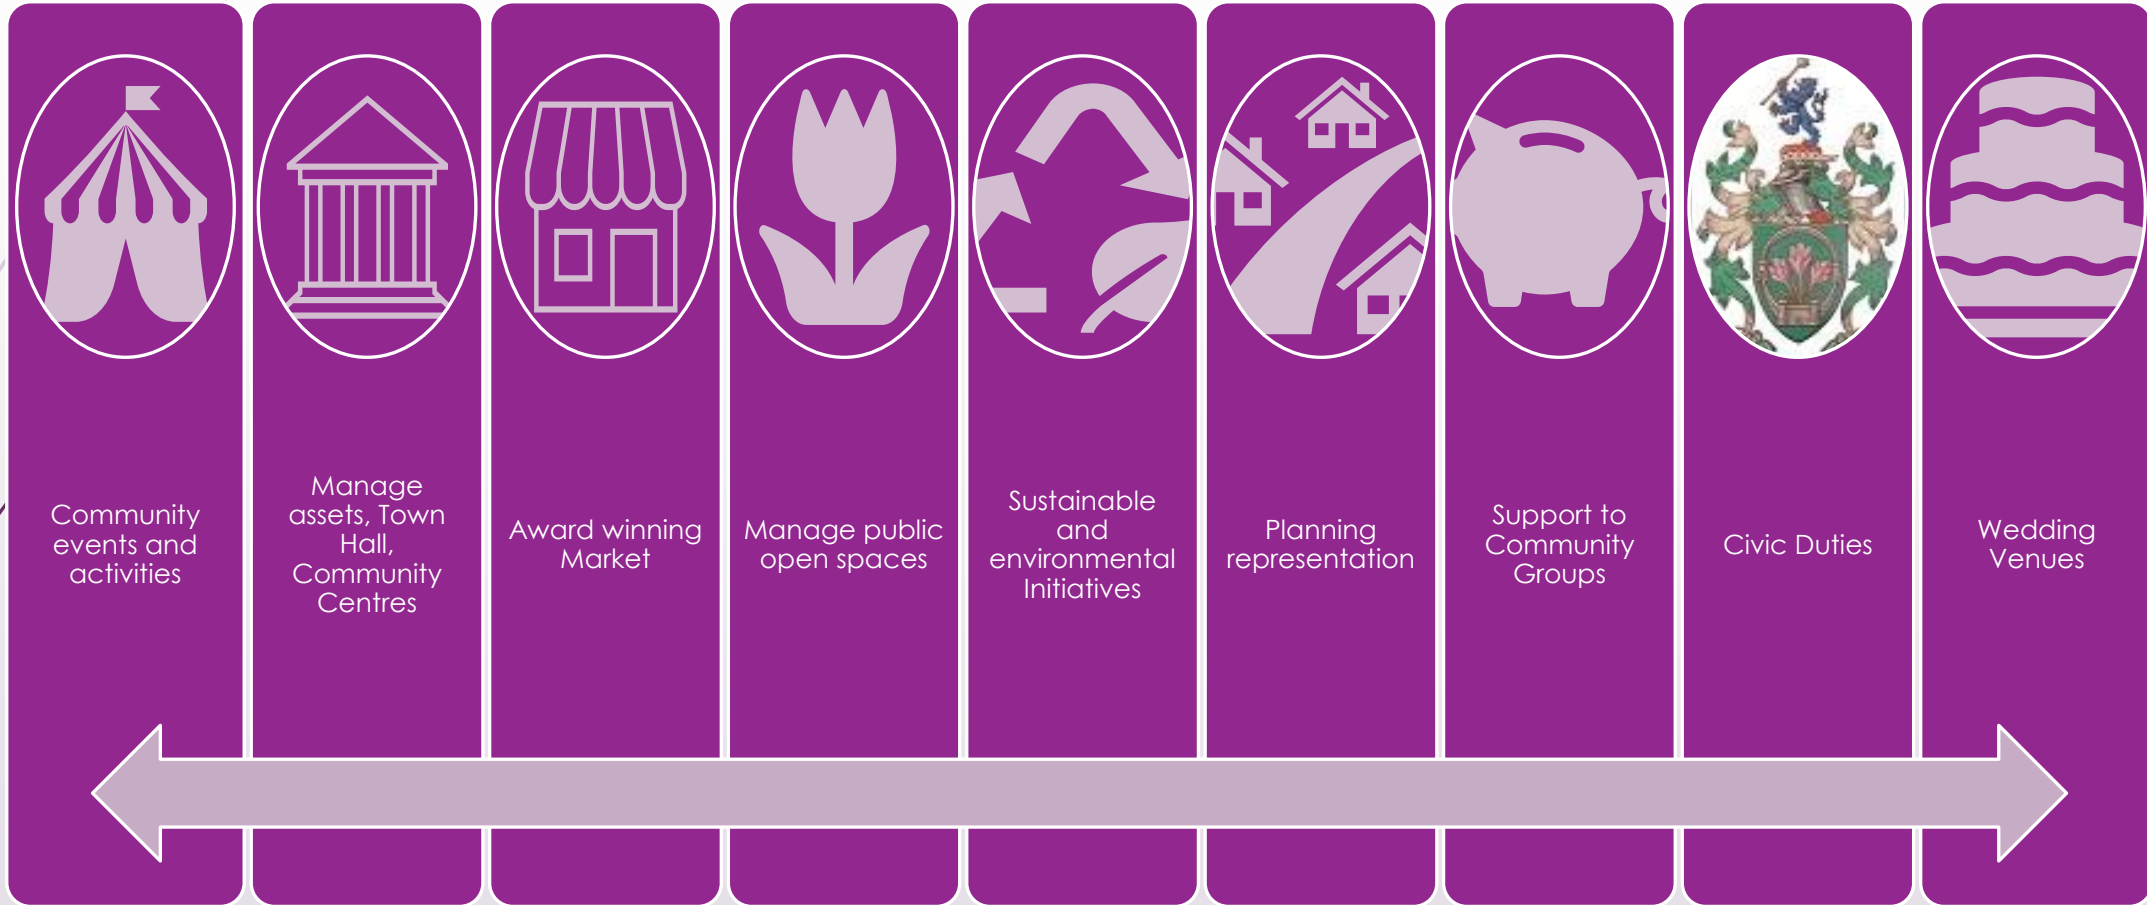 Community
events and
activities
Manage
assets, Town
Hall,
Community
Centres
Award winning
Market
Manage public
open spaces
Sustainable
and
environmental
Initiatives
Planning
representation
Support to
Community
Groups
Civic Duties
Wedding
Venues